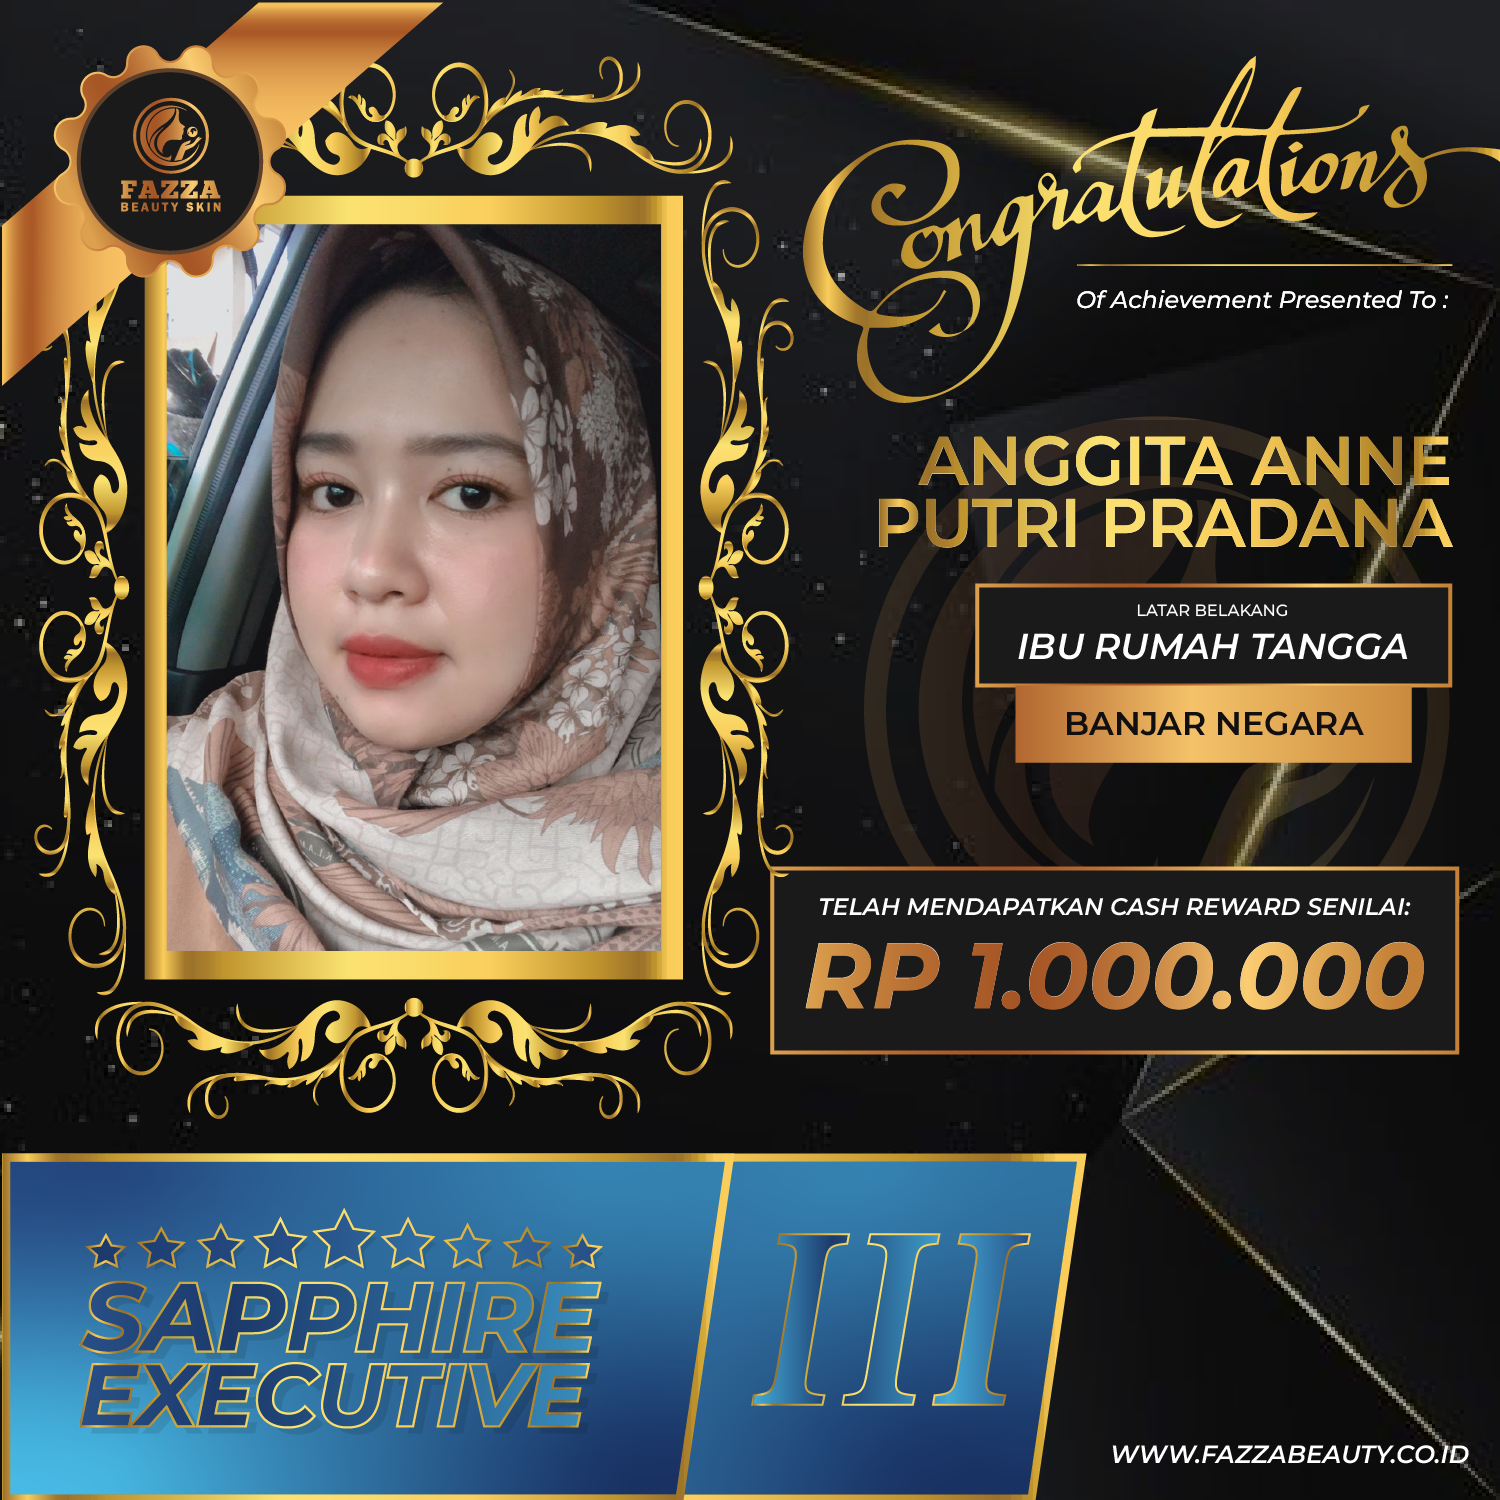 FAZZA
BEAUTY SKIN
Congratulations
Of Achievement Presented To :
ANGGITA ANNE
PUTRI PRADANA
LATAR BELAKANG
IBU RUMAH TANGGA
BANJAR NEGARA
TELAH MENDAPATKAN CASH REWARD SENILAI:
RP 1.000.000
SAPPHIRE
EXECUTIVE
III
WWW.FAZZABEAUTY.CO.ID